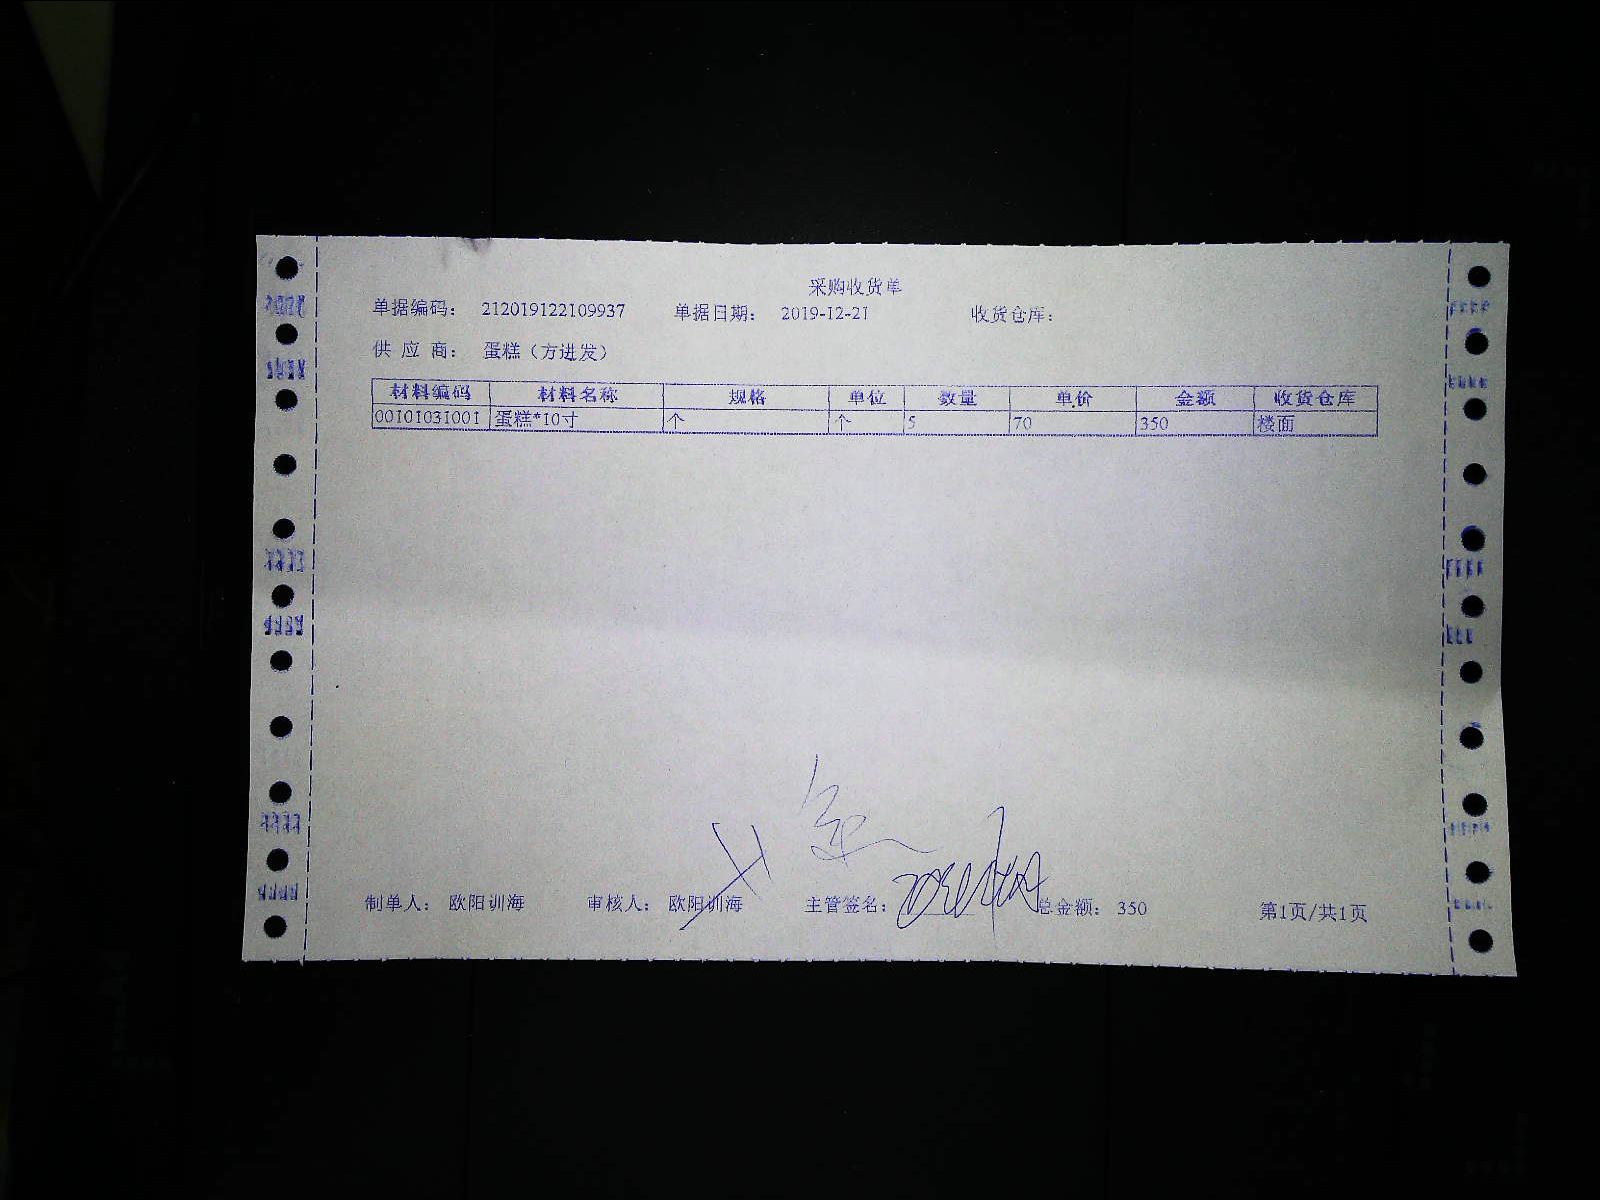 采购收货单
单据编码： 212019122109937 单据日期： 2019-12-21 收货仓库：
供 应 商： 蛋糕（方进发）
材料编码 材料名称 规格 单位 数量 单价 金额 收货仓库
00101031001 蛋糕*10寸 个 个 5 70 350 楼面
制单人： 欧阳训海 审核人： 欧阳训海 主管签名： 总金额： 350 第1页/共1页